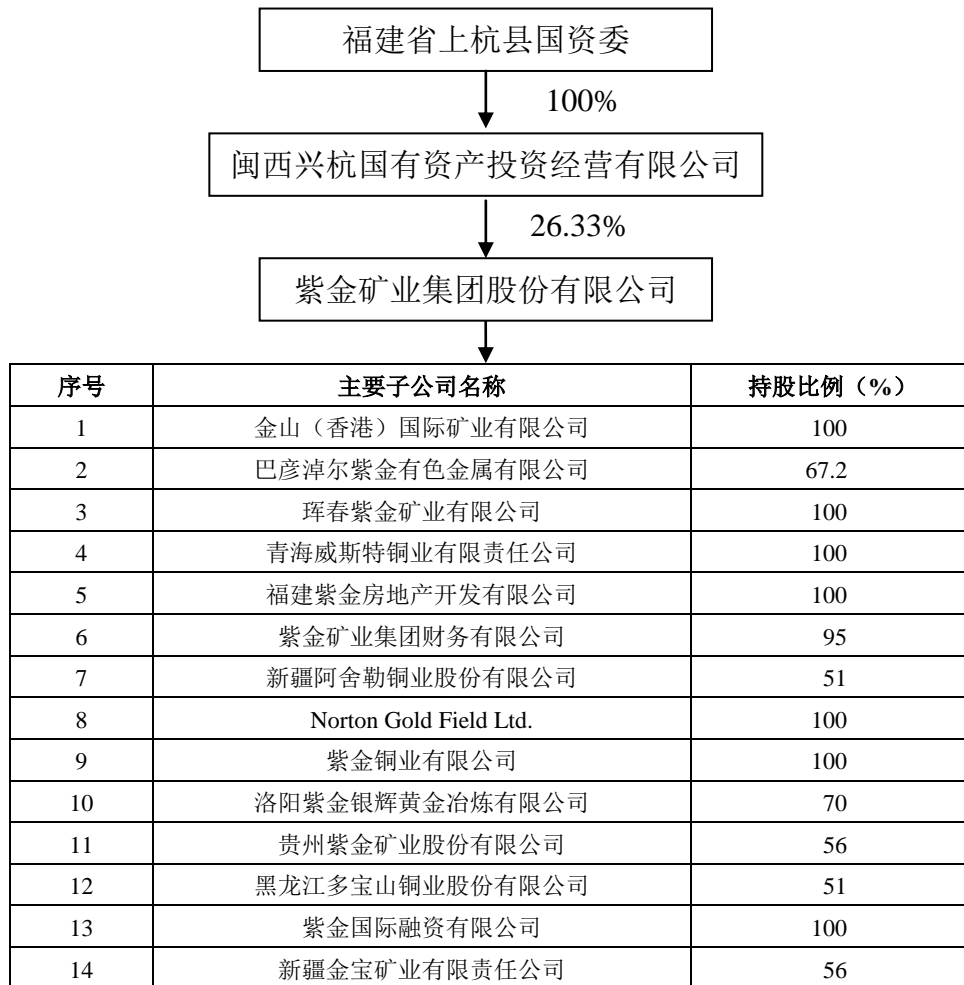 福建省上杭县国资委
100%
闽西兴杭国有资产投资经营有限公司
26.33%
紫金矿业集团股份有限公司
序号 主要子公司名称 持股比例（%）
1 金山（香港）国际矿业有限公司 100
2 巴彦淖尔紫金有色金属有限公司 67.2
3 珲春紫金矿业有限公司 100
4 青海威斯特铜业有限责任公司 100
5 福建紫金房地产开发有限公司 100
6 紫金矿业集团财务有限公司 95
7 新疆阿舍勒铜业股份有限公司 51
8 Norton Gold Field Ltd. 100
9 紫金铜业有限公司 100
10 洛阳紫金银辉黄金冶炼有限公司 70
11 贵州紫金矿业股份有限公司 56
12 黑龙江多宝山铜业股份有限公司 51
13 紫金国际融资有限公司 100
14 新疆金宝矿业有限责任公司 56